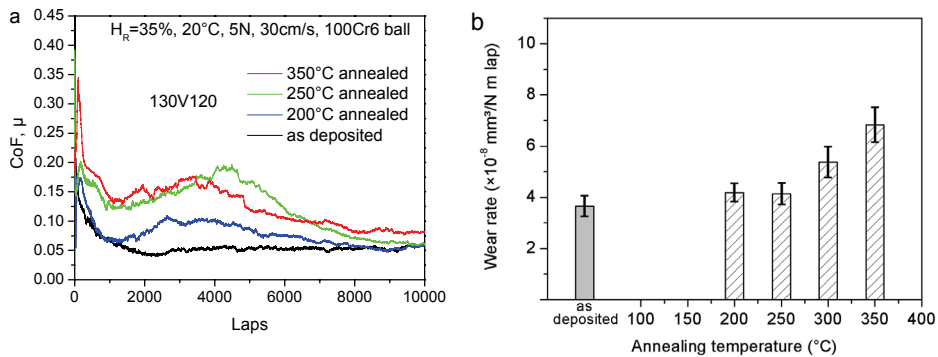 a
H_R=35%, 20°C, 5N, 30cm/s, 100Cr6 ball
350°C annealed
250°C annealed
200°C annealed
as deposited
130V120
CoF, μ
0.45
0.40
0.35
0.30
0.25
0.20
0.15
0.10
0.05
0.00
0 2000 4000 6000 8000 10000
Laps
b
Wear rate (×10⁻⁸ mm³/N m lap)
10
8
6
4
2
as deposited 100 150 200 250 300 350 400
Annealing temperature (°C)